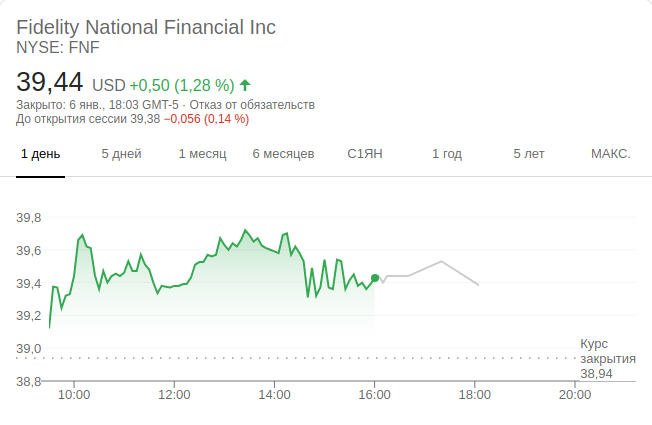 Fidelity National Financial Inc
NYSE: FNF
39,44 USD +0,50 (1,28 %)
Закрыто: 6 янв., 18:03 GMT-5 · Отказ от обязательств
До открытия сессии 39,38 −0,056 (0,14 %)
1 день 5 дней 1 месяц 6 месяцев С1ЯН 1 год 5 лет МАКС.
39,8
39,6
39,4
39,2
39,0
38,8
Курс
закрытия
38,94
10:00 12:00 14:00 16:00 18:00 20:00